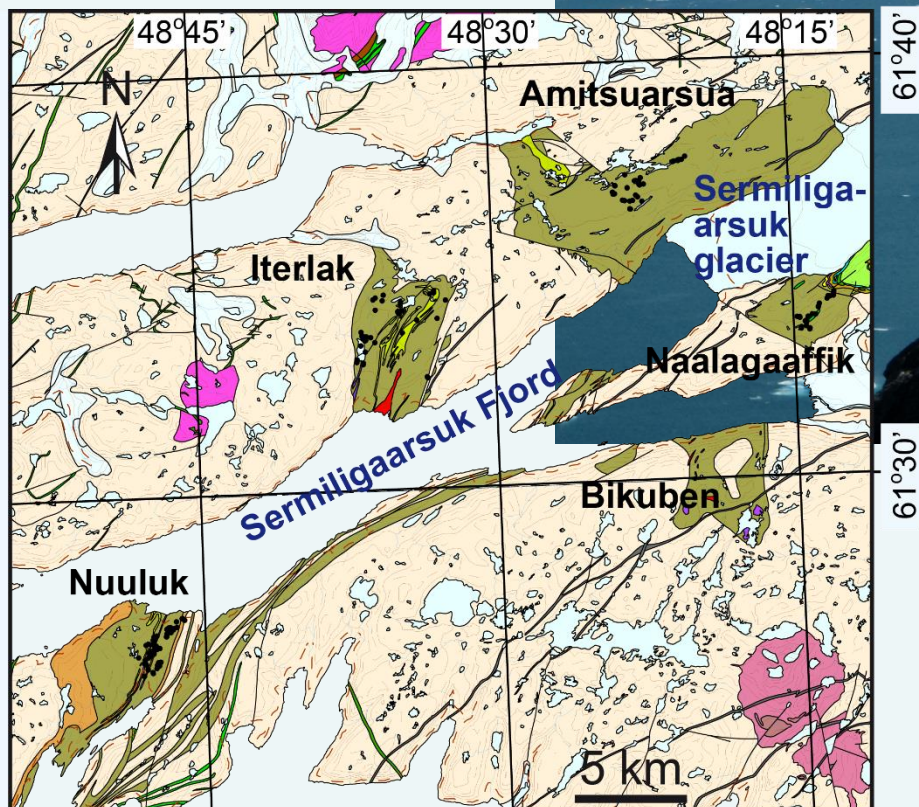 48°45'
48°30'
48°15'
61°40'
N
Amitsuarsua
Sermiliga-
arsuk
glacier
Iterlak
Naalagaaffik
Sermiligaarsuk Fjord
61°30'
Bikuben
Nuuluk
5 km